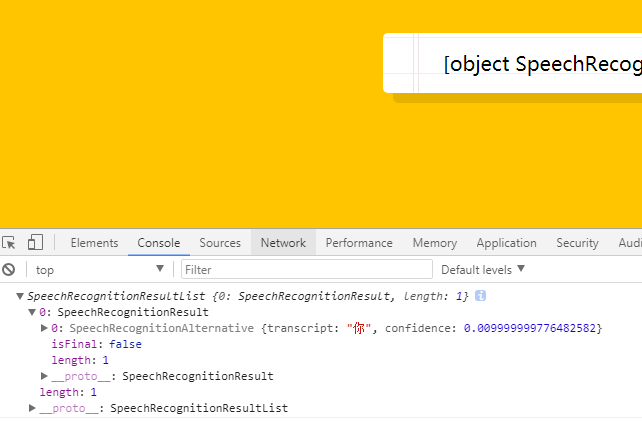 [object SpeechRecog
Elements Console Sources Network Performance Memory Application Security Audi
top Filter Default levels
SpeechRecognitionResultList {0: SpeechRecognitionResult, length: 1}
0: SpeechRecognitionResult
0: SpeechRecognitionAlternative {transcript: "你", confidence: 0.009999999776482582}
isFinal: false
length: 1
__proto__: SpeechRecognitionResult
length: 1
__proto__: SpeechRecognitionResultList